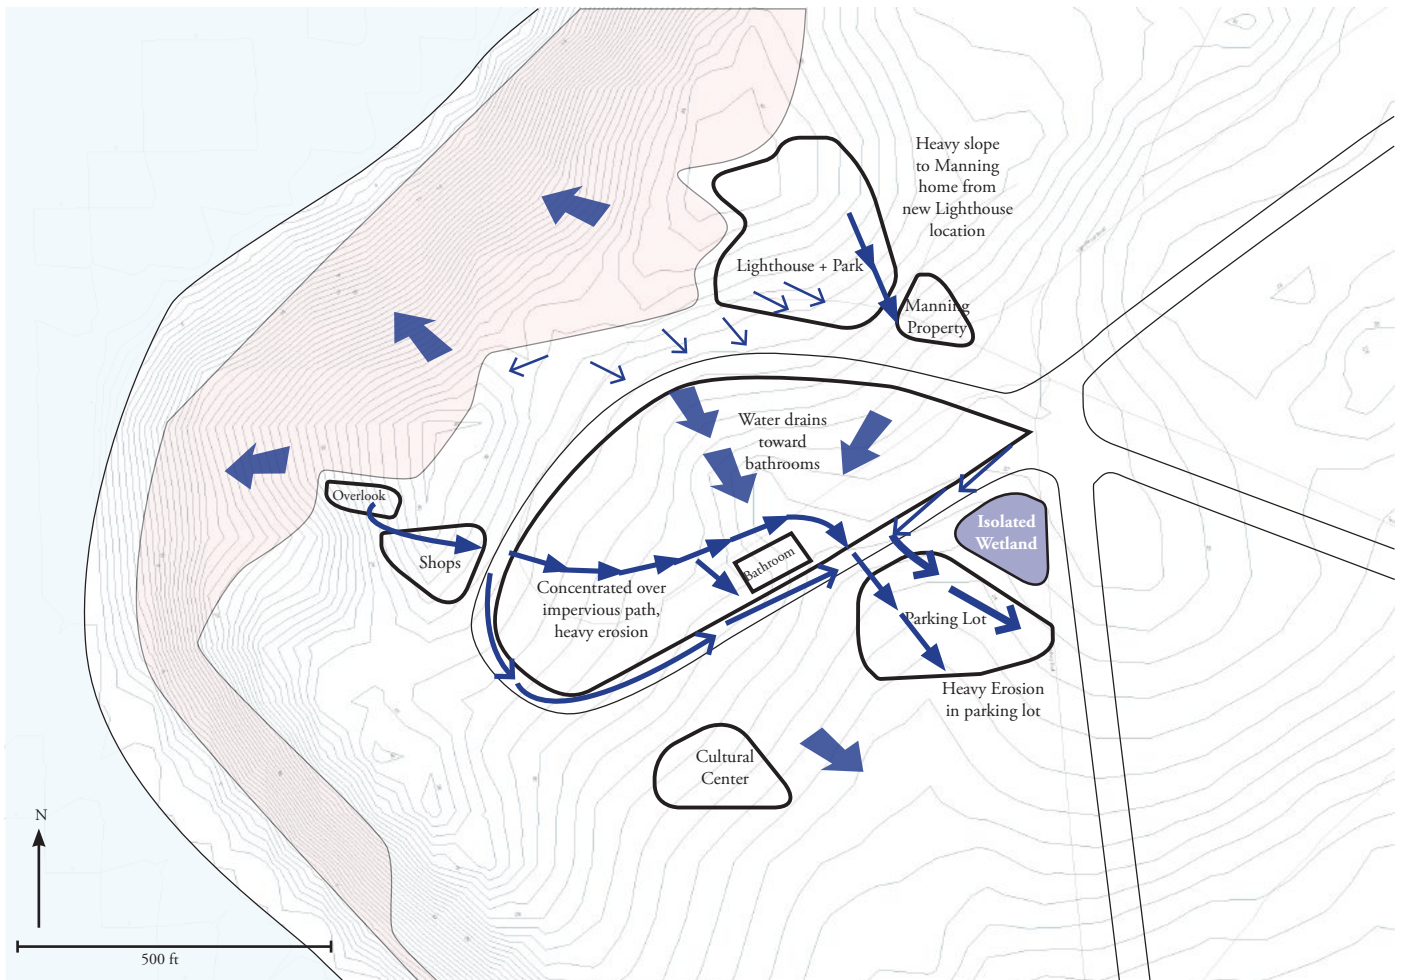 Heavy slope
to Manning
home from
new Lighthouse
location
Lighthouse + Park
Manning
Property
Water drains
toward
bathrooms
Overlook
Shops
Isolated
Wetland
Bathroom
Concentrated over
impervious path,
heavy erosion
Parking Lot
Heavy Erosion
in parking lot
Cultural
Center
N
500 ft